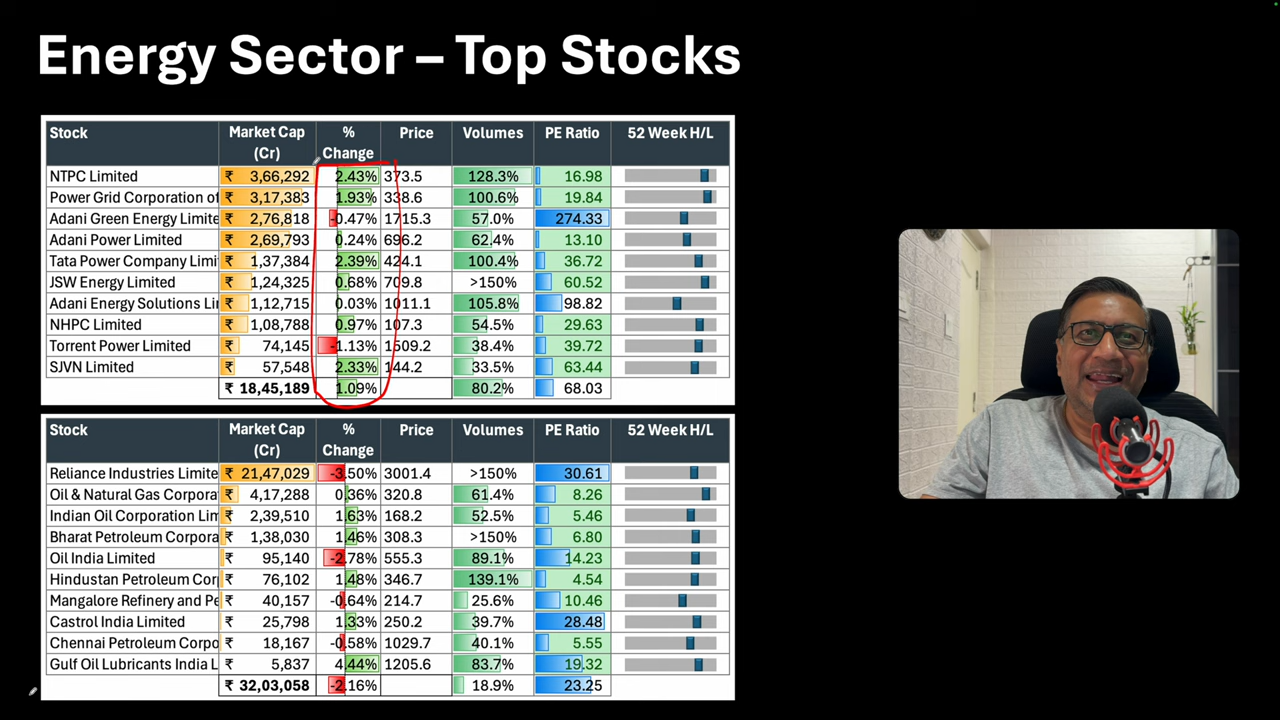 Energy Sector – Top Stocks
Stock Market Cap (Cr) % Change Price Volumes PE Ratio 52 Week H/L
NTPC Limited ₹ 3,66,292 2.43% 373.5 128.3% 16.98
Power Grid Corporation of ₹ 3,17,383 1.93% 338.6 100.6% 19.84
Adani Green Energy Limite ₹ 2,76,818 -0.47% 1715.3 57.0% 274.33
Adani Power Limited ₹ 2,69,793 0.24% 696.2 62.4% 13.10
Tata Power Company Limi ₹ 1,37,384 2.39% 424.1 100.4% 36.72
JSW Energy Limited ₹ 1,24,325 0.68% 709.8 >150% 60.52
Adani Energy Solutions Lir ₹ 1,12,715 0.03% 1011.1 105.8% 98.82
NHPC Limited ₹ 1,08,788 0.97% 107.3 54.5% 29.63
Torrent Power Limited ₹ 74,145 -1.13% 1509.2 38.4% 39.72
SJVN Limited ₹ 57,548 2.33% 144.2 33.5% 63.44
₹ 18,45,189 1.09% 80.2% 68.03
Stock Market Cap (Cr) % Change Price Volumes PE Ratio 52 Week H/L
Reliance Industries Limite ₹ 21,47,029 -3.50% 3001.4 >150% 30.61
Oil & Natural Gas Corpora ₹ 4,17,288 0.36% 320.8 61.4% 8.26
Indian Oil Corporation Lim ₹ 2,39,510 1.63% 168.2 52.5% 5.46
Bharat Petroleum Corpora ₹ 1,38,030 1.46% 308.3 >150% 6.80
Oil India Limited ₹ 95,140 -2.78% 555.3 89.1% 14.23
Hindustan Petroleum Cor ₹ 76,102 1.48% 346.7 139.1% 4.54
Mangalore Refinery and Pe ₹ 40,157 -0.64% 214.7 25.6% 10.46
Castrol India Limited ₹ 25,798 1.33% 250.2 39.7% 28.48
Chennai Petroleum Corpo ₹ 18,167 -0.58% 1029.7 40.1% 5.55
Gulf Oil Lubricants India L ₹ 5,837 4.44% 1205.6 83.7% 19.32
₹ 32,03,058 -2.16% 18.9% 23.25